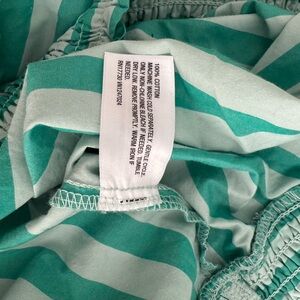 100% COTTON
MACHINE WASH COLD SEPARATELY, GENTLE CYCLE.
ONLY NON-CHLORINE BLEACH IF NEEDED. TUMBLE
DRY LOW. REMOVE PROMPTLY. WARM IRON IF
NEEDED.